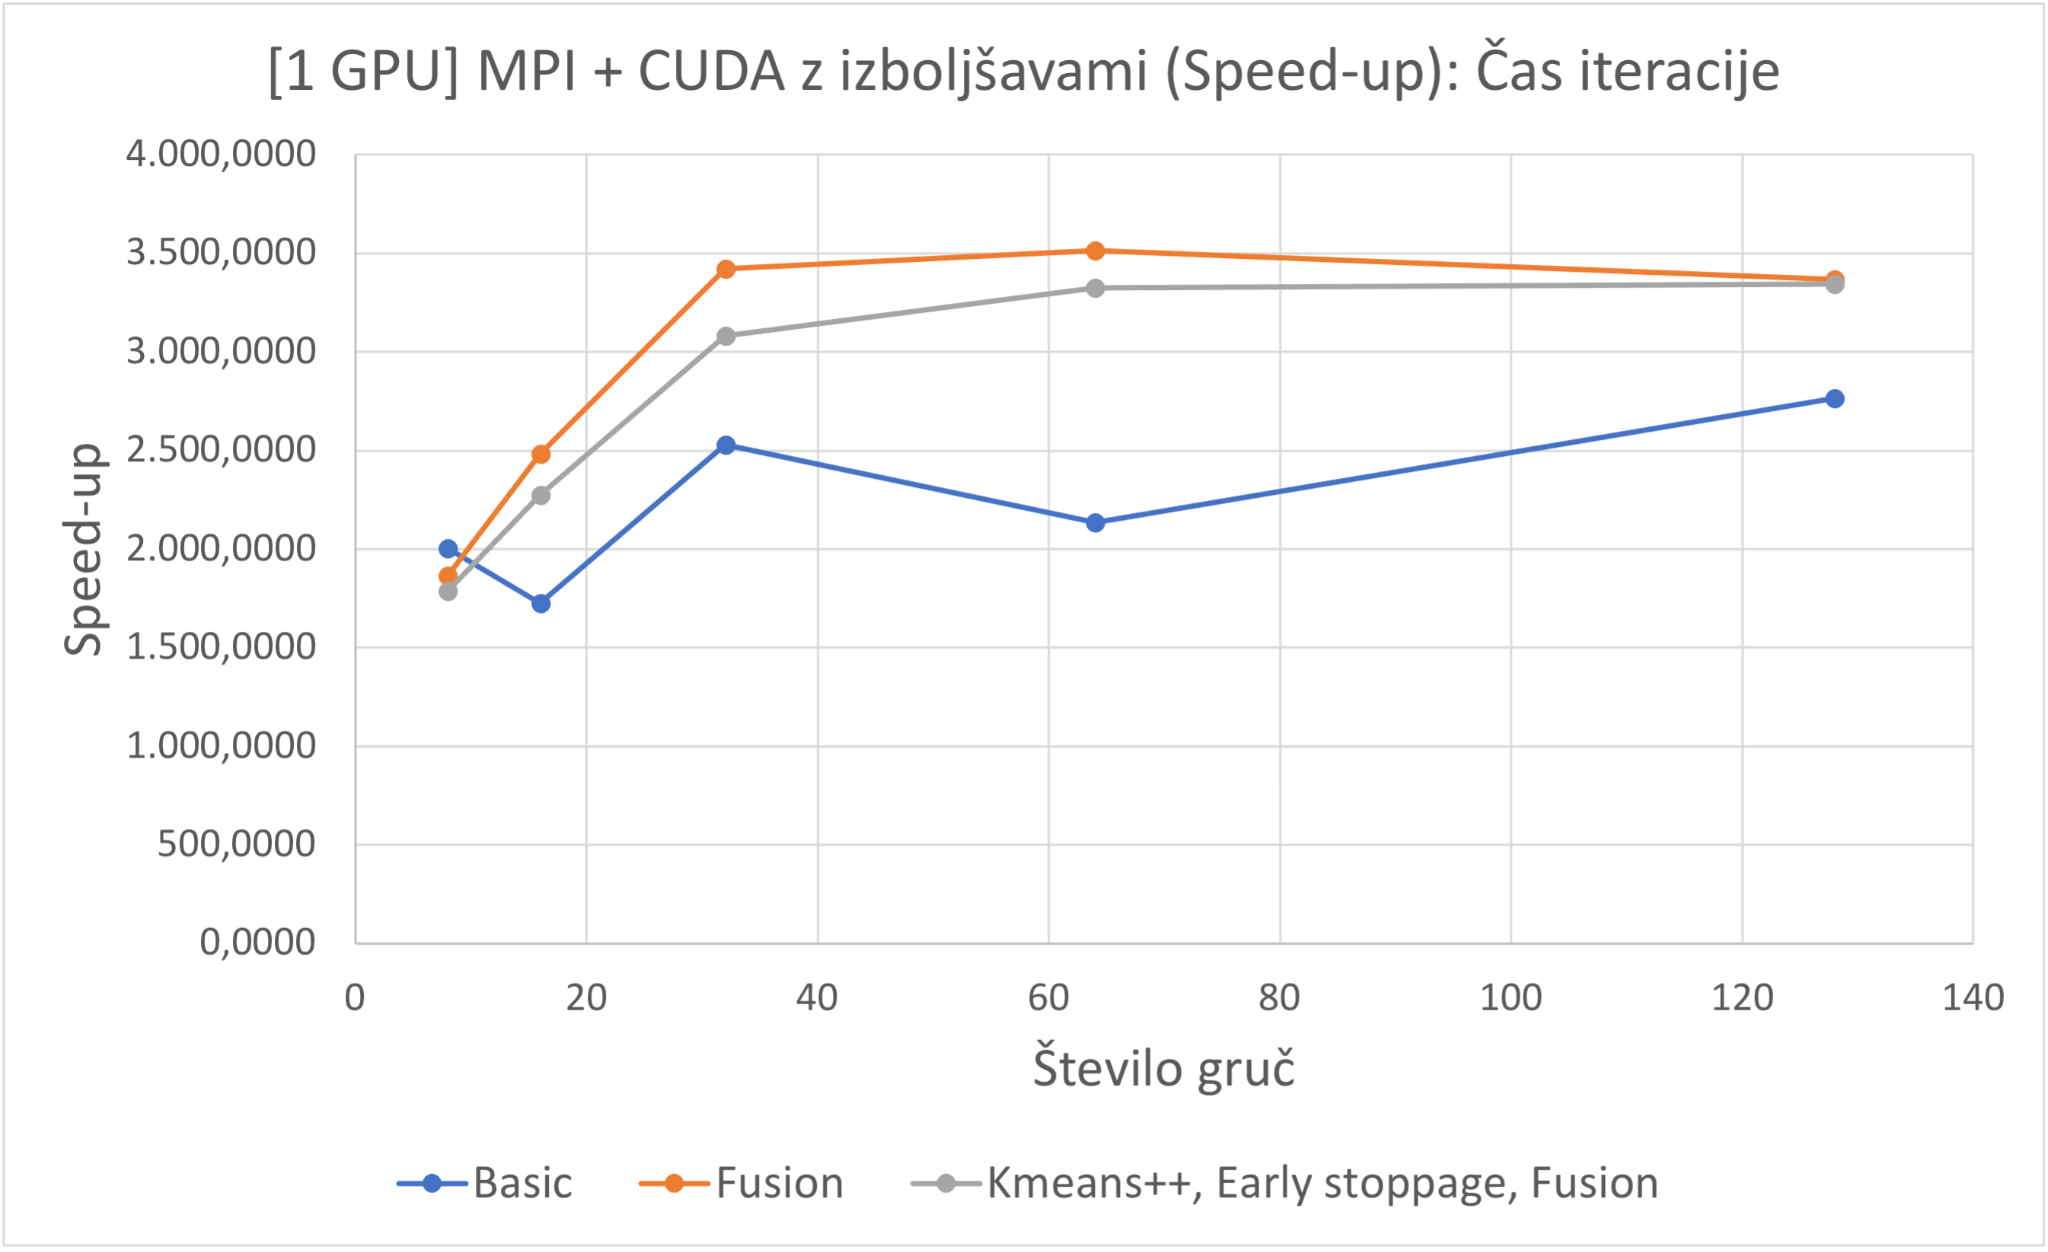 [1 GPU] MPI + CUDA z izboljšavami (Speed-up): Čas iteracije
4.000,0000
3.500,0000
3.000,0000
2.500,0000
2.000,0000
1.500,0000
1.000,0000
500,0000
0,0000
Speed-up
0 20 40 60 80 100 120 140
Število gruč
Basic Fusion Kmeans++, Early stoppage, Fusion